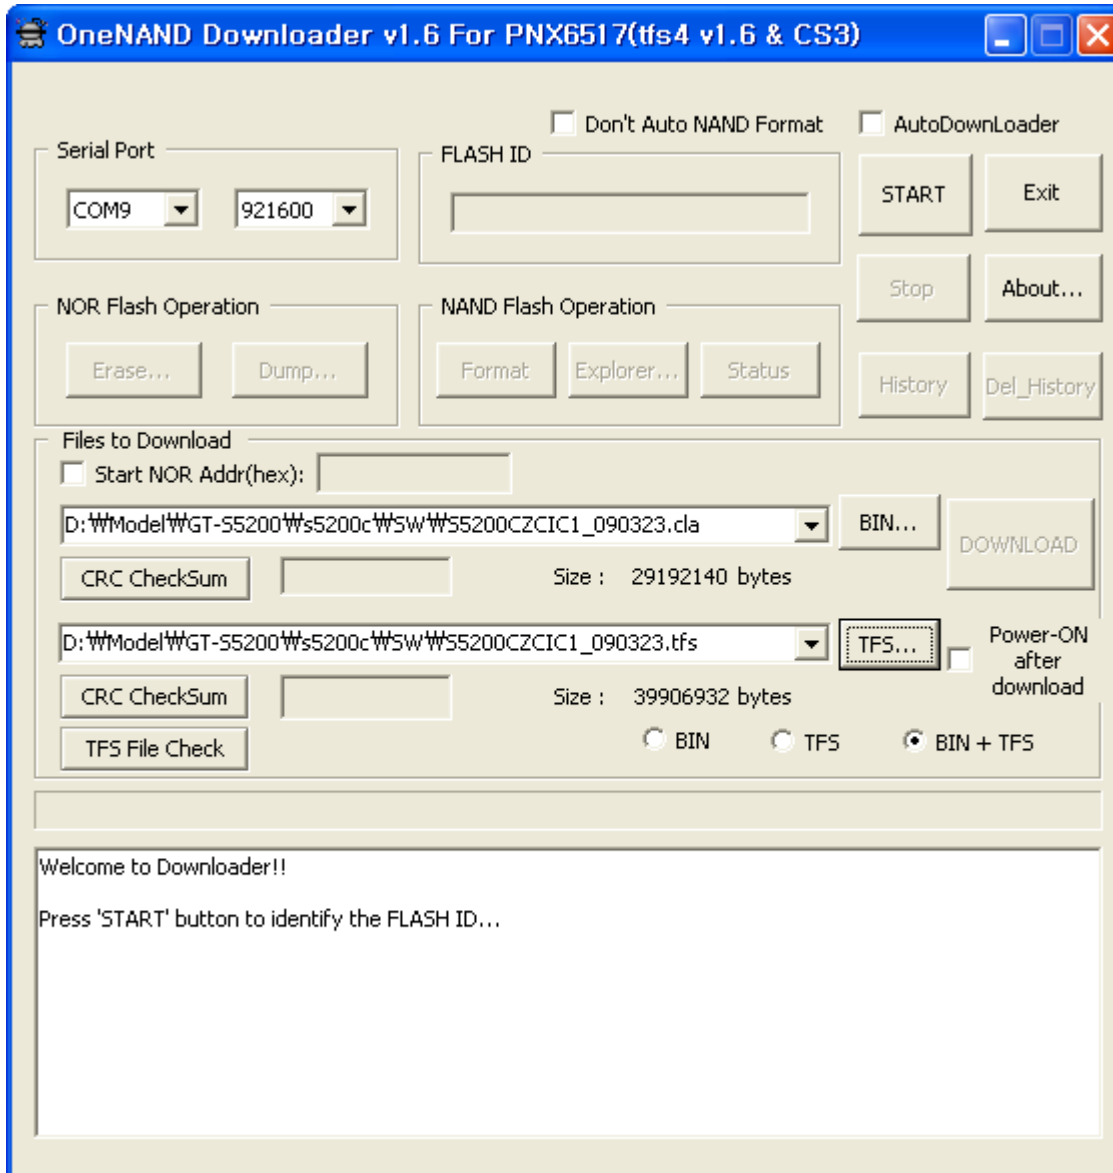 OneNAND Downloader v1.6 For PNX6517(tfs4 v1.6 & CS3)
Don't Auto NAND Format
AutoDownLoader
Serial Port
COM9
921600
FLASH ID
START
Exit
Stop
About...
NOR Flash Operation
Erase...
Dump...
NAND Flash Operation
Format
Explorer...
Status
History
Del_History
Files to Download
Start NOR Addr(hex):
D:₩Model₩GT-S5200₩s5200c₩SW₩S5200CZCIC1_090323.cla
BIN...
DOWNLOAD
CRC CheckSum
Size : 29192140 bytes
D:₩Model₩GT-S5200₩s5200c₩SW₩S5200CZCIC1_090323.tfs
TFS...
Power-ON
after
download
CRC CheckSum
Size : 39906932 bytes
TFS File Check
BIN
TFS
BIN + TFS
Welcome to Downloader!!
Press 'START' button to identify the FLASH ID...